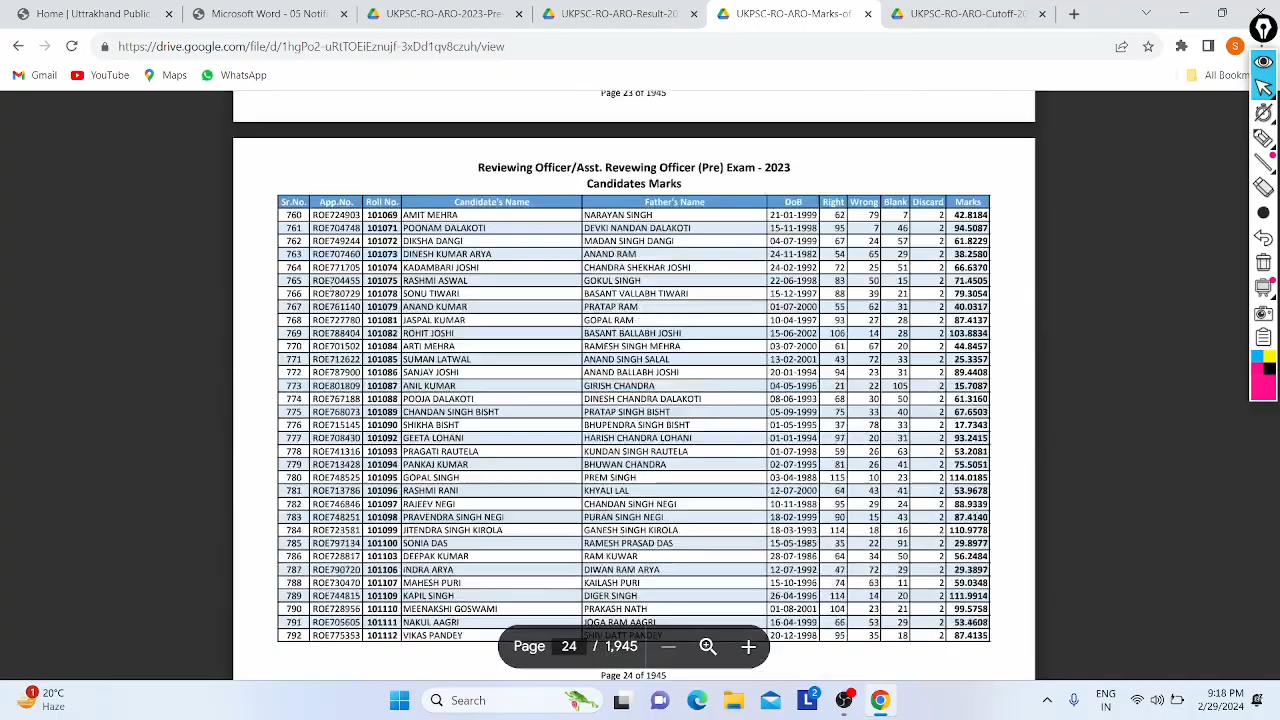 Home | Uttrakhand Public
Microsoft Word - 05 Notif
UKPSC-RO-ARO-2023-Pre
UKPSC-RO-ARO-Result-20
UKPSC-RO-ARO-Marks-of
UKPSC-RO-ARO-Cutoff-20
https://drive.google.com/file/d/1hgPo2-uRtTOEiEznujf-3xDd1qv8czuh/view
S
Gmail YouTube Maps WhatsApp All Bookm
Page 23 of 1945
Reviewing Officer/Asst. Revewing Officer (Pre) Exam - 2023
Candidates Marks
Sr.No. App.No. Roll No. Candidate's Name Father's Name DoB Right Wrong Blank Discard Marks
760 ROE724903 101069 AMIT MEHRA NARAYAN SINGH 21-01-1999 62 79 7 2 42.8184
761 ROE704748 101071 POONAM DALAKOTI DEVKI NANDAN DALAKOTI 15-11-1998 95 7 46 2 94.5087
762 ROE749244 101072 DIKSHA DANGI MADAN SINGH DANGI 04-07-1999 67 24 57 2 61.8229
763 ROE707460 101073 DINESH KUMAR ARYA ANAND RAM 24-11-1982 54 65 29 2 38.2580
764 ROE771705 101074 KADAMBARI JOSHI CHANDRA SHEKHAR JOSHI 24-02-1992 72 25 51 2 66.6370
765 ROE704455 101075 RASHMI ASWAL GOKUL SINGH 22-06-1998 83 50 15 2 71.4505
766 ROE780729 101078 SONU TIWARI BASANT VALLABH TIWARI 15-12-1997 88 39 21 2 79.3054
767 ROE761140 101079 ANAND KUMAR PRATAP RAM 01-07-2000 55 62 31 2 40.0317
768 ROE777780 101081 JASPAL KUMAR GOPAL RAM 10-04-1997 93 27 28 2 87.4137
769 ROE788404 101082 ROHIT JOSHI BASANT BALLABH JOSHI 15-06-2002 106 14 28 2 103.8834
770 ROE701502 101084 ARTI MEHRA RAMESH SINGH MEHRA 03-07-2000 61 67 20 2 44.8457
771 ROE712622 101085 SUMAN LATWAL ANAND SINGH SALAL 13-02-2001 43 72 33 2 25.3357
772 ROE787900 101086 SANJAY JOSHI ANAND BALLABH JOSHI 20-01-1994 94 23 31 2 89.4408
773 ROE801809 101087 ANIL KUMAR GIRISH CHANDRA 04-05-1996 21 22 105 2 15.7087
774 ROE767188 101088 POOJA DALAKOTI DINESH CHANDRA DALAKOTI 08-06-1993 68 30 50 2 61.3160
775 ROE768073 101089 CHANDAN SINGH BISHT PRATAP SINGH BISHT 05-09-1999 75 33 40 2 67.6503
776 ROE715145 101090 SHIKHA BISHT BHUPENDRA SINGH BISHT 01-05-1995 37 78 33 2 17.7343
777 ROE708430 101092 GEETA LOHANI HARISH CHANDRA LOHANI 01-01-1994 97 20 31 2 93.2415
778 ROE741316 101093 PRAGATI RAUTELA KUNDAN SINGH RAUTELA 01-07-1998 59 26 63 2 53.2081
779 ROE713428 101094 PANKAJ KUMAR BHUWAN CHANDRA 02-07-1995 81 26 41 2 75.5051
780 ROE748525 101095 GOPAL SINGH PREM SINGH 03-04-1988 115 10 23 2 114.0185
781 ROE713786 101096 RASHMI RANI KHYALI LAL 12-07-2000 64 43 41 2 53.9678
782 ROE746846 101097 RAJEEV NEGI CHANDAN SINGH NEGI 10-11-1988 95 29 24 2 88.9339
783 ROE748251 101098 PRAVENDRA SINGH NEGI PURAN SINGH NEGI 18-02-1999 90 15 43 2 87.4140
784 ROE723581 101099 JITENDRA SINGH KIROLA GANESH SINGH KIROLA 18-03-1993 114 18 16 2 110.9778
785 ROE797134 101100 SONIA DAS RAMESH PRASAD DAS 15-05-1985 35 22 91 2 29.8977
786 ROE728817 101103 DEEPAK KUMAR RAM KUWAR 28-07-1986 64 34 50 2 56.2484
787 ROE790720 101106 INDRA ARYA DIWAN RAM ARYA 12-07-1992 47 72 29 2 29.3897
788 ROE730470 101107 MAHESH PURI KAILASH PURI 15-10-1996 74 63 11 2 59.0348
789 ROE744815 101109 KAPIL SINGH DIGER SINGH 26-04-1996 114 14 20 2 111.9914
790 ROE728956 101110 MEENAKSHI GOSWAMI PRAKASH NATH 01-08-2001 104 23 21 2 99.5758
791 ROE705605 101111 NAKUL AAGRI JOGA RAM AAGRI 16-04-1999 66 53 29 2 53.4608
792 ROE775353 101112 VIKAS PANDEY SHIV DATT PANDEY 20-12-1998 95 35 18 2 87.4135
Page 24 / 1,945
Page 24 of 1945
1
20°C
Haze
Search
L 2
ENG
IN
9:18 PM
2/29/2024